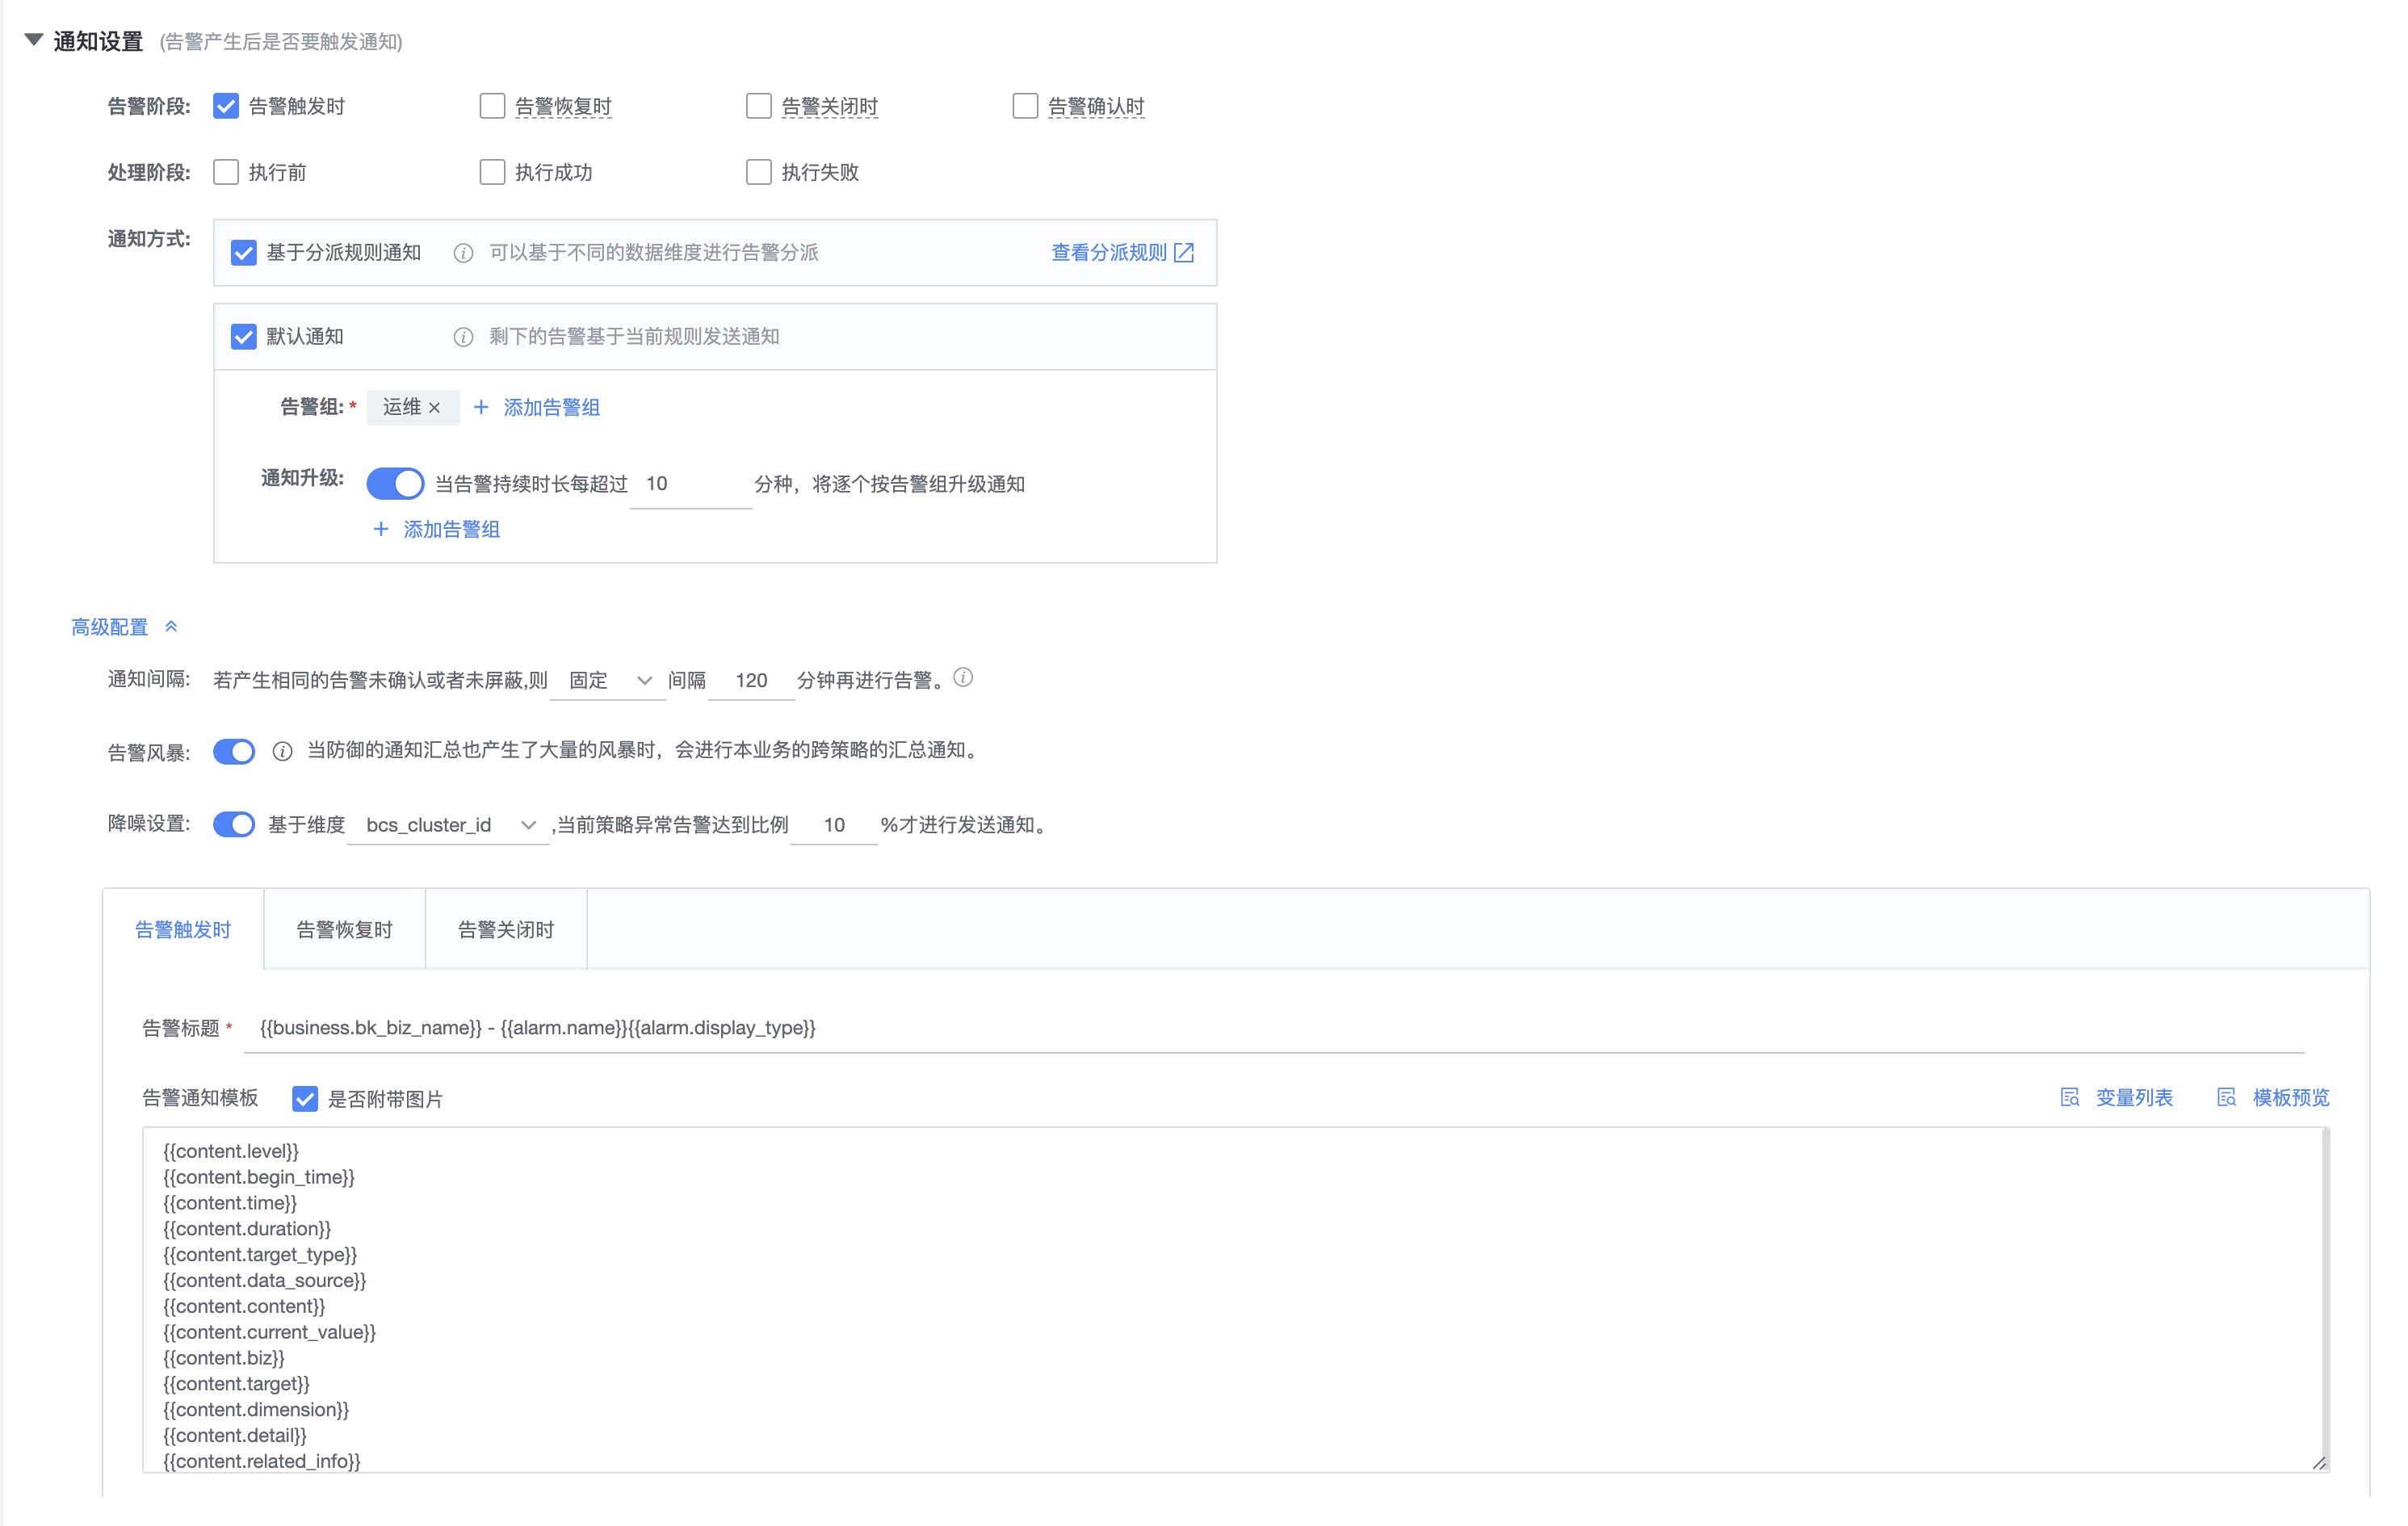 通知设置 (告警产生后是否要触发通知)
告警阶段: 告警触发时 告警恢复时 告警关闭时 告警确认时
处理阶段: 执行前 执行成功 执行失败
通知方式: 基于分派规则通知 可以基于不同的数据维度进行告警分派 查看分派规则
默认通知 剩下的告警基于当前规则发送通知
告警组:* 运维 × + 添加告警组
通知升级: 当告警持续时长每超过 10 分种，将逐个按告警组升级通知
+ 添加告警组
高级配置
通知间隔: 若产生相同的告警未确认或者未屏蔽,则 固定 间隔 120 分钟再进行告警。
告警风暴: 当防御的通知汇总也产生了大量的风暴时，会进行本业务的跨策略的汇总通知。
降噪设置: 基于维度 bcs_cluster_id ,当前策略异常告警达到比例 10 %才进行发送通知。
告警触发时 告警恢复时 告警关闭时
告警标题 * {{business.bk_biz_name}} - {{alarm.name}}{{alarm.display_type}}
告警通知模板 是否附带图片 变量列表 模板预览
{{content.level}}
{{content.begin_time}}
{{content.time}}
{{content.duration}}
{{content.target_type}}
{{content.data_source}}
{{content.content}}
{{content.current_value}}
{{content.biz}}
{{content.target}}
{{content.dimension}}
{{content.detail}}
{{content.related_info}}